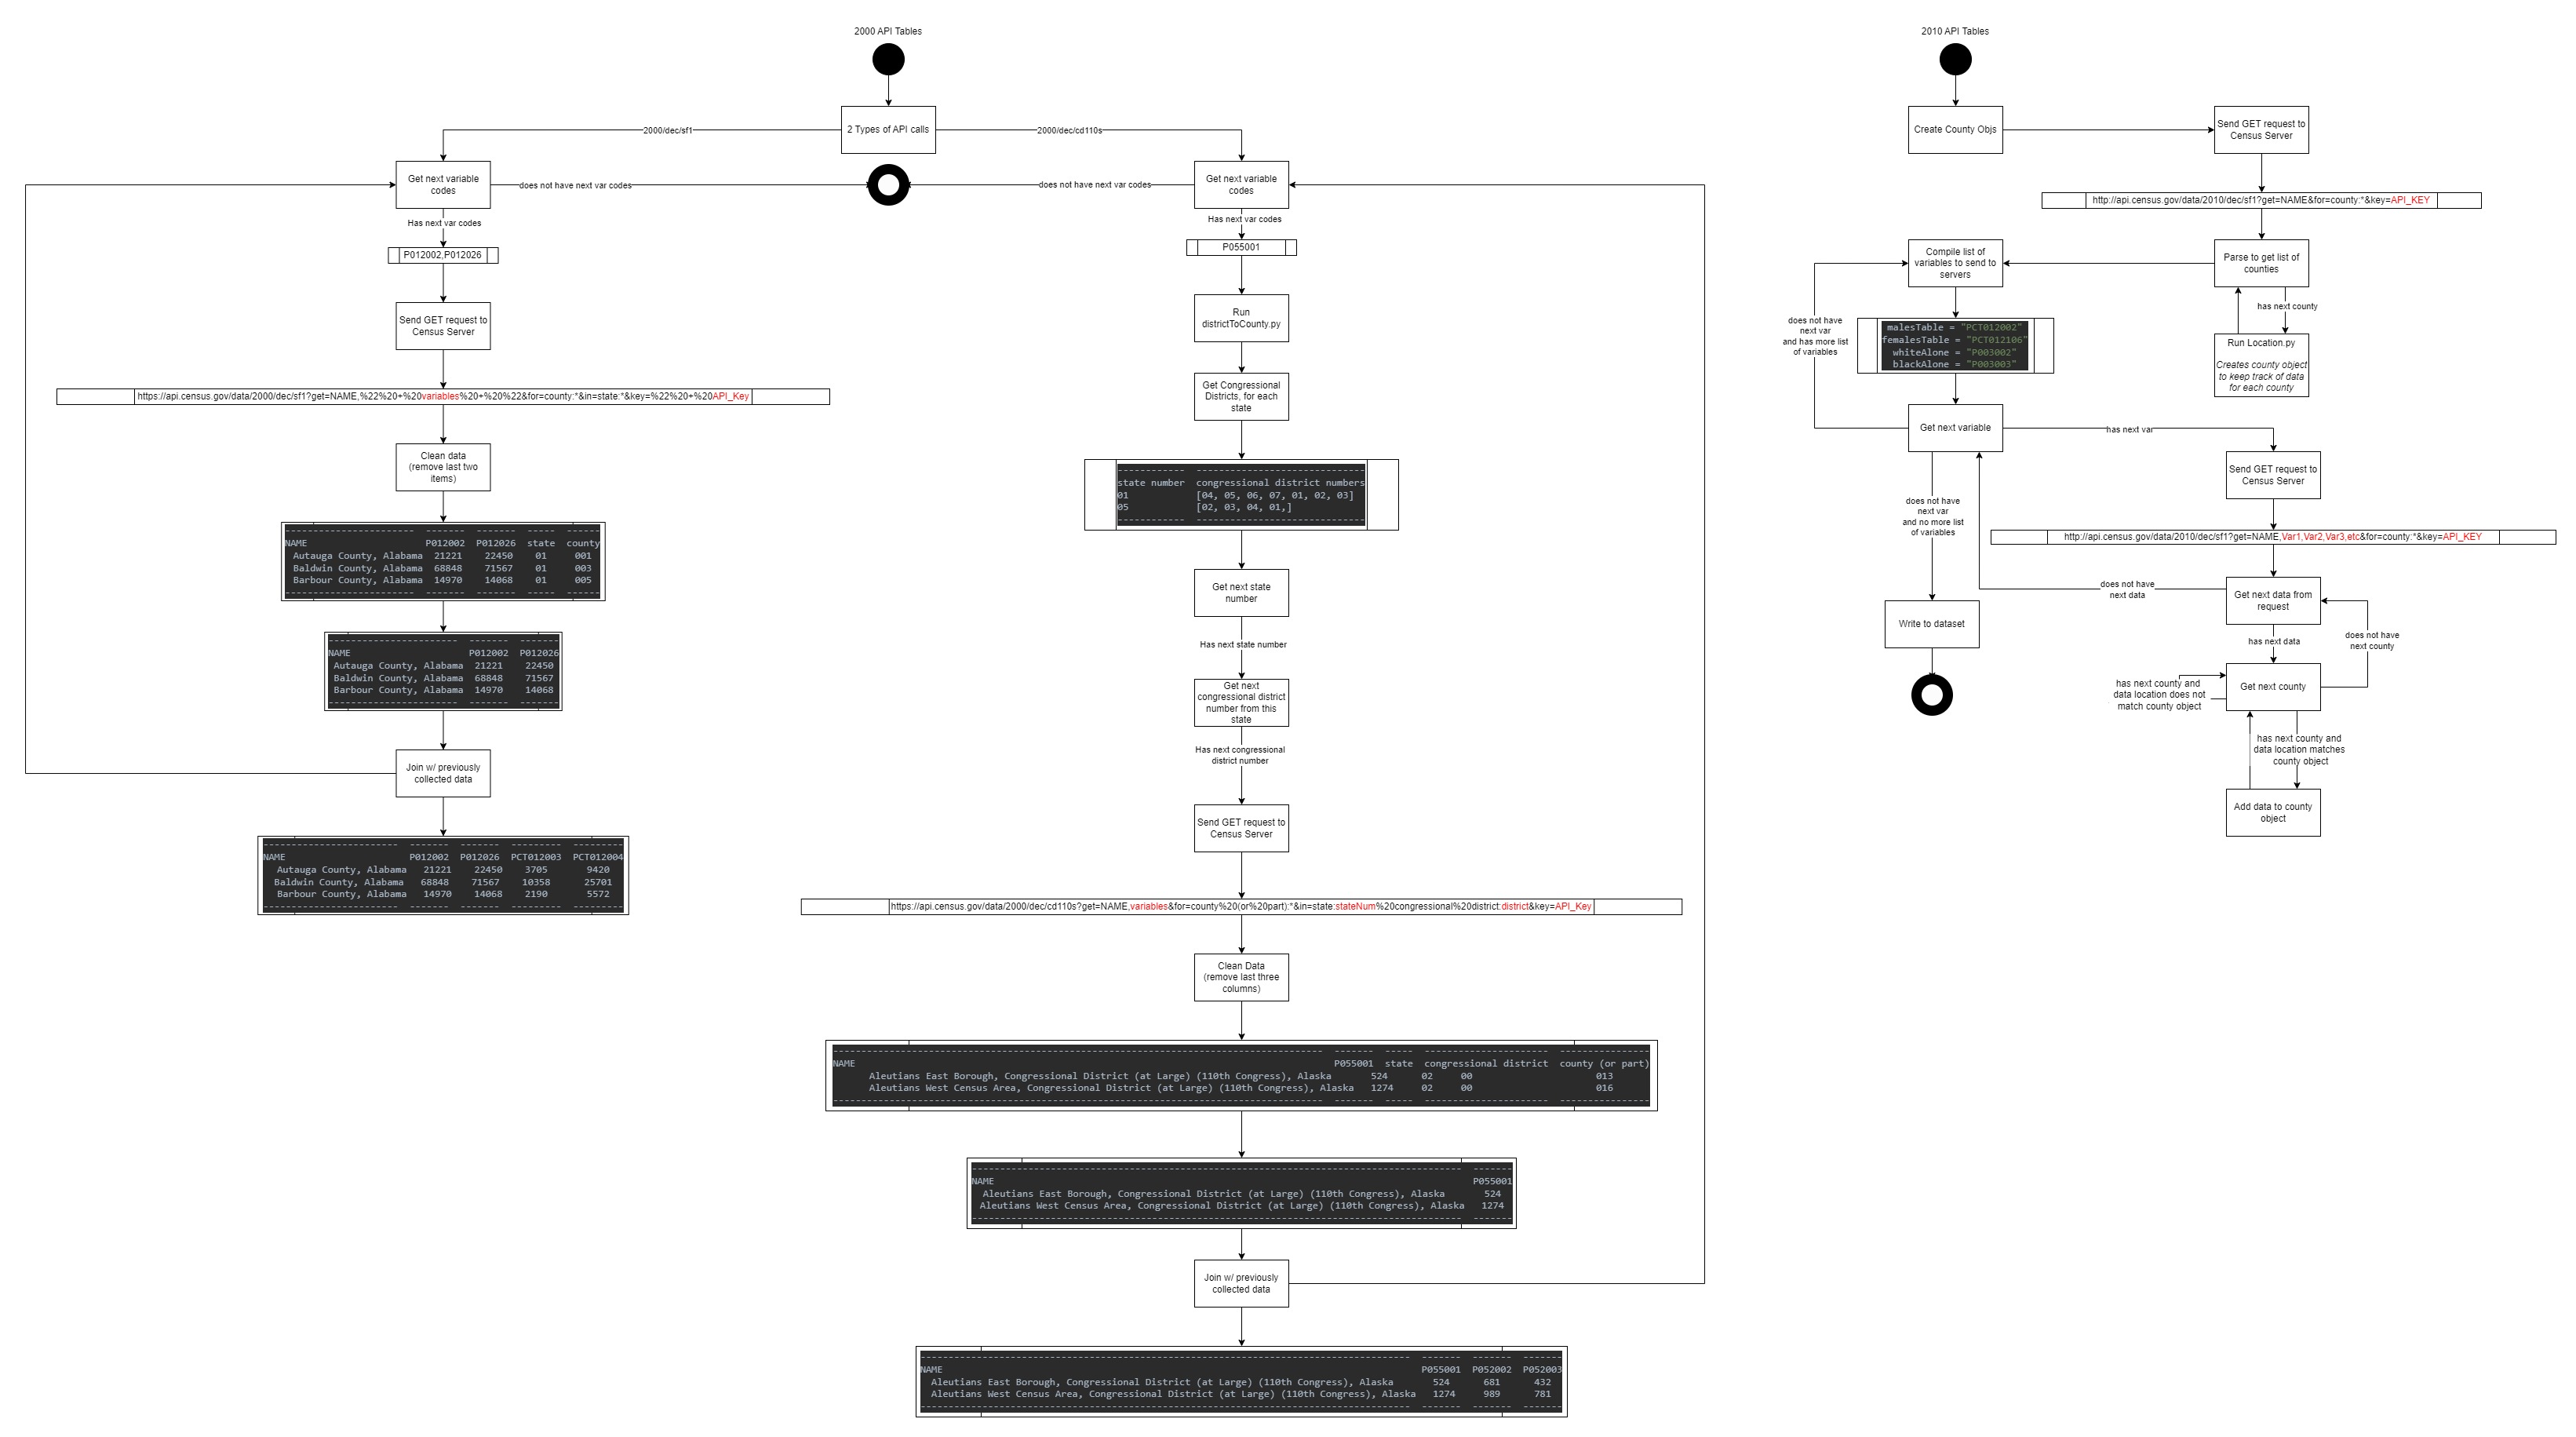 2000 API Tables
2 Types of API calls
2000/dec/sf1
2000/dec/cd110s
Get next variable
codes
does not have next var codes
does not have next var codes
Get next variable
codes
Has next var codes
P012002,P012026
Send GET request to
Census Server
https://api.census.gov/data/2000/dec/sf1?get=NAME,%22%20+%20variables%20+%20%22&for=county:*&in=state:*&key=%22%20+%20API_Key
Clean data
(remove last two
items)
NAME P012002 P012026 state county
Autauga County, Alabama 21221 22450 01 001
Baldwin County, Alabama 68848 71567 01 003
Barbour County, Alabama 14970 14068 01 005
NAME P012002 P012026
Autauga County, Alabama 21221 22450
Baldwin County, Alabama 68848 71567
Barbour County, Alabama 14970 14068
Join w/ previously
collected data
NAME P012002 P012026 PCT012003 PCT012004
Autauga County, Alabama 21221 22450 3705 9420
Baldwin County, Alabama 68848 71567 10358 25701
Barbour County, Alabama 14970 14068 2190 5572
Has next var codes
P055001
Run
districtToCounty.py
Get Congressional
Districts, for each
state
state number congressional district numbers
01 [04, 05, 06, 07, 01, 02, 03]
05 [02, 03, 04, 01,]
Get next state
number
Has next state number
Get next
congressional district
number from this
state
Has next congressional
district number
Send GET request to
Census Server
https://api.census.gov/data/2000/dec/cd110s?get=NAME,variables&for=county%20(or%20part):*&in=state:stateNum%20congressional%20district:district&key=API_Key
Clean Data
(remove last three
columns)
NAME P055001 state congressional district county (or part)
Aleutians East Borough, Congressional District (at Large) (110th Congress), Alaska 524 02 00 013
Aleutians West Census Area, Congressional District (at Large) (110th Congress), Alaska 1274 02 00 016
NAME P055001
Aleutians East Borough, Congressional District (at Large) (110th Congress), Alaska 524
Aleutians West Census Area, Congressional District (at Large) (110th Congress), Alaska 1274
Join w/ previously
collected data
NAME P055001 P052002 P052003
Aleutians East Borough, Congressional District (at Large) (110th Congress), Alaska 524 681 432
Aleutians West Census Area, Congressional District (at Large) (110th Congress), Alaska 1274 989 781
2010 API Tables
Create County Objs
Send GET request to
Census Server
http://api.census.gov/data/2010/dec/sf1?get=NAME&for=county:*&key=API_KEY
Parse to get list of
counties
has next county
Run Location.py
Creates county object
to keep track of data
for each county
Compile list of
variables to send to
servers
malesTable = "PCT012002"
femalesTable = "PCT012106"
whiteAlone = "P003002"
blackAlone = "P003003"
does not have
next var
and has more list
of variables
Get next variable
has next var
does not have
next var
and no more list
of variables
Write to dataset
Send GET request to
Census Server
http://api.census.gov/data/2010/dec/sf1?get=NAME,Var1,Var2,Var3,etc&for=county:*&key=API_KEY
Get next data from
request
does not have
next data
has next data
does not have
next county
Get next county
has next county and
data location does not
match county object
has next county and
data location matches
county object
Add data to county
object